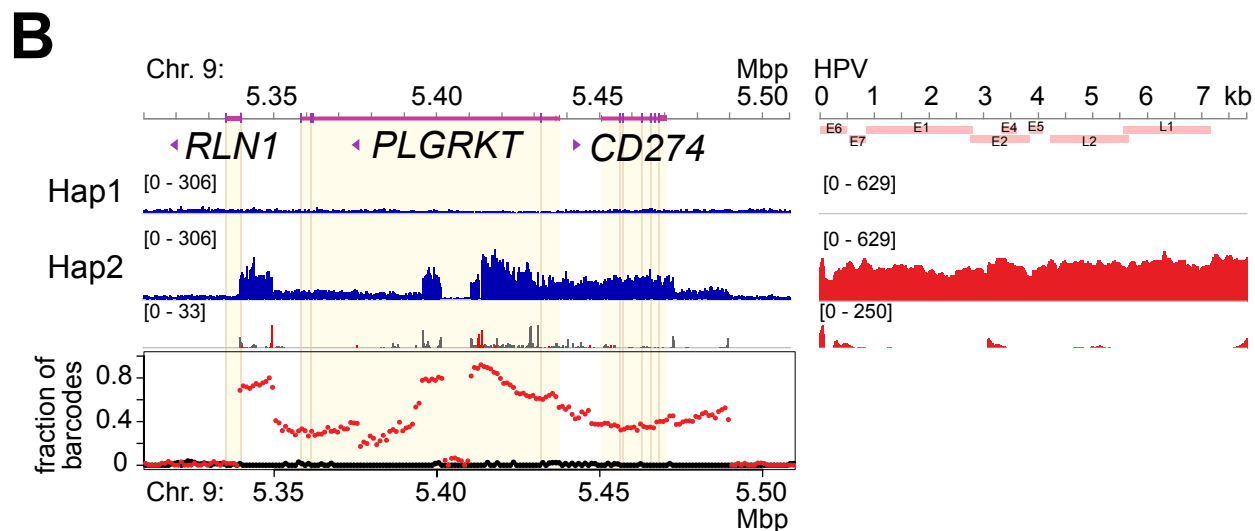 B
Chr. 9: Mbp
5.35 5.40 5.45 5.50
RLN1 PLGRKT CD274
HPV
0 1 2 3 4 5 6 7 kb
E6 E1 E4 E5 L1
E7 E2 L2
Hap1 [0 - 306] [0 - 629]
Hap2 [0 - 306] [0 - 629]
[0 - 33] [0 - 250]
fraction of
barcodes
0.8
0.4
0
Chr. 9: 5.35 5.40 5.45 5.50
Mbp